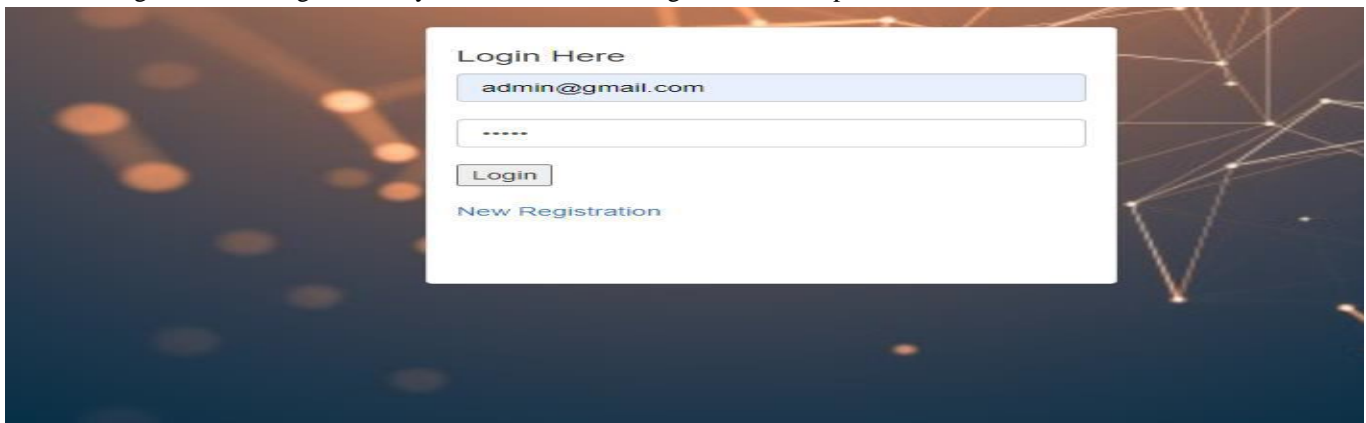 Login Here
admin@gmail.com
•••••
Login
New Registration